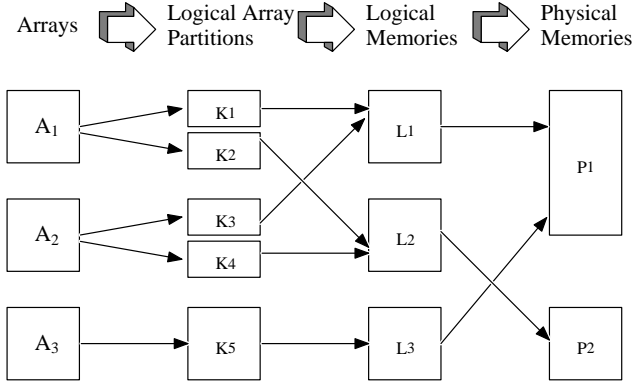 Arrays
Logical Array
Partitions
Logical
Memories
Physical
Memories
A1
K1
K2
L1
P1
A2
K3
K4
L2
A3
K5
L3
P2